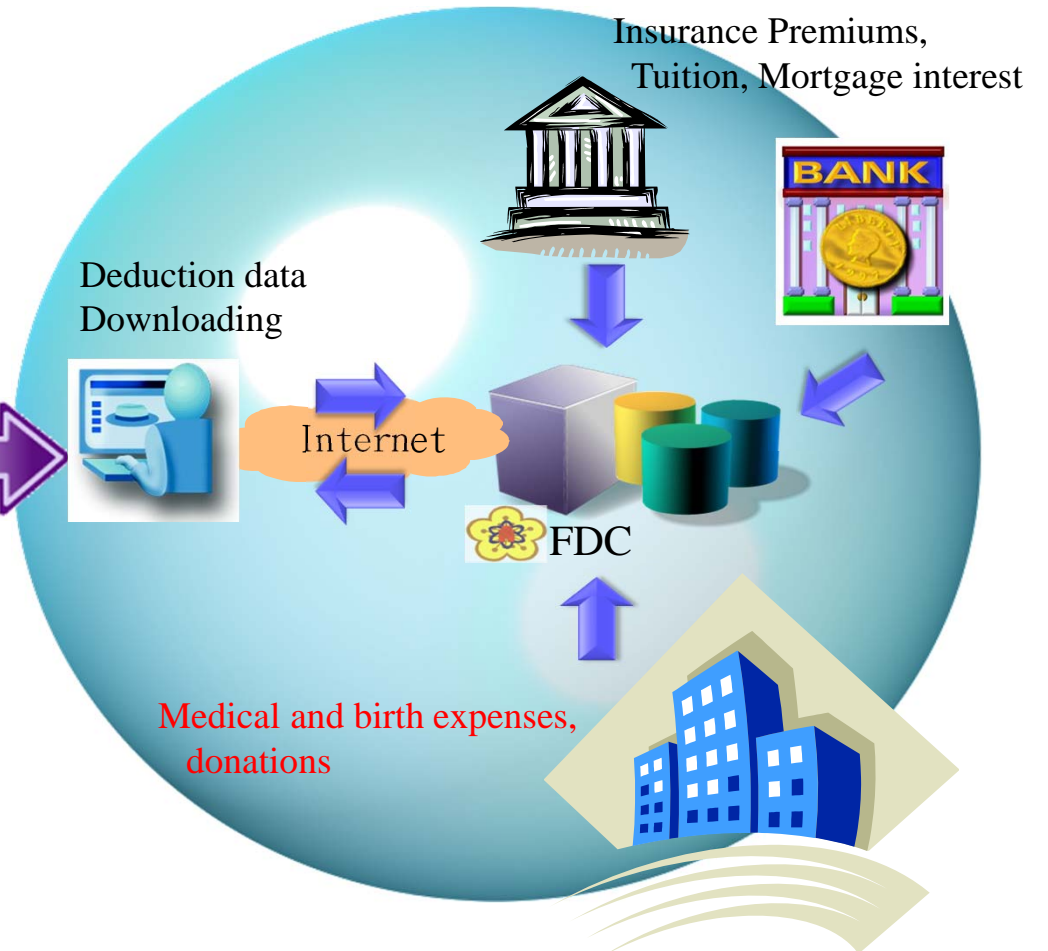 Insurance Premiums,
Tuition, Mortgage interest
BANK
Deduction data
Downloading
Internet
FDC
Medical and birth expenses,
donations